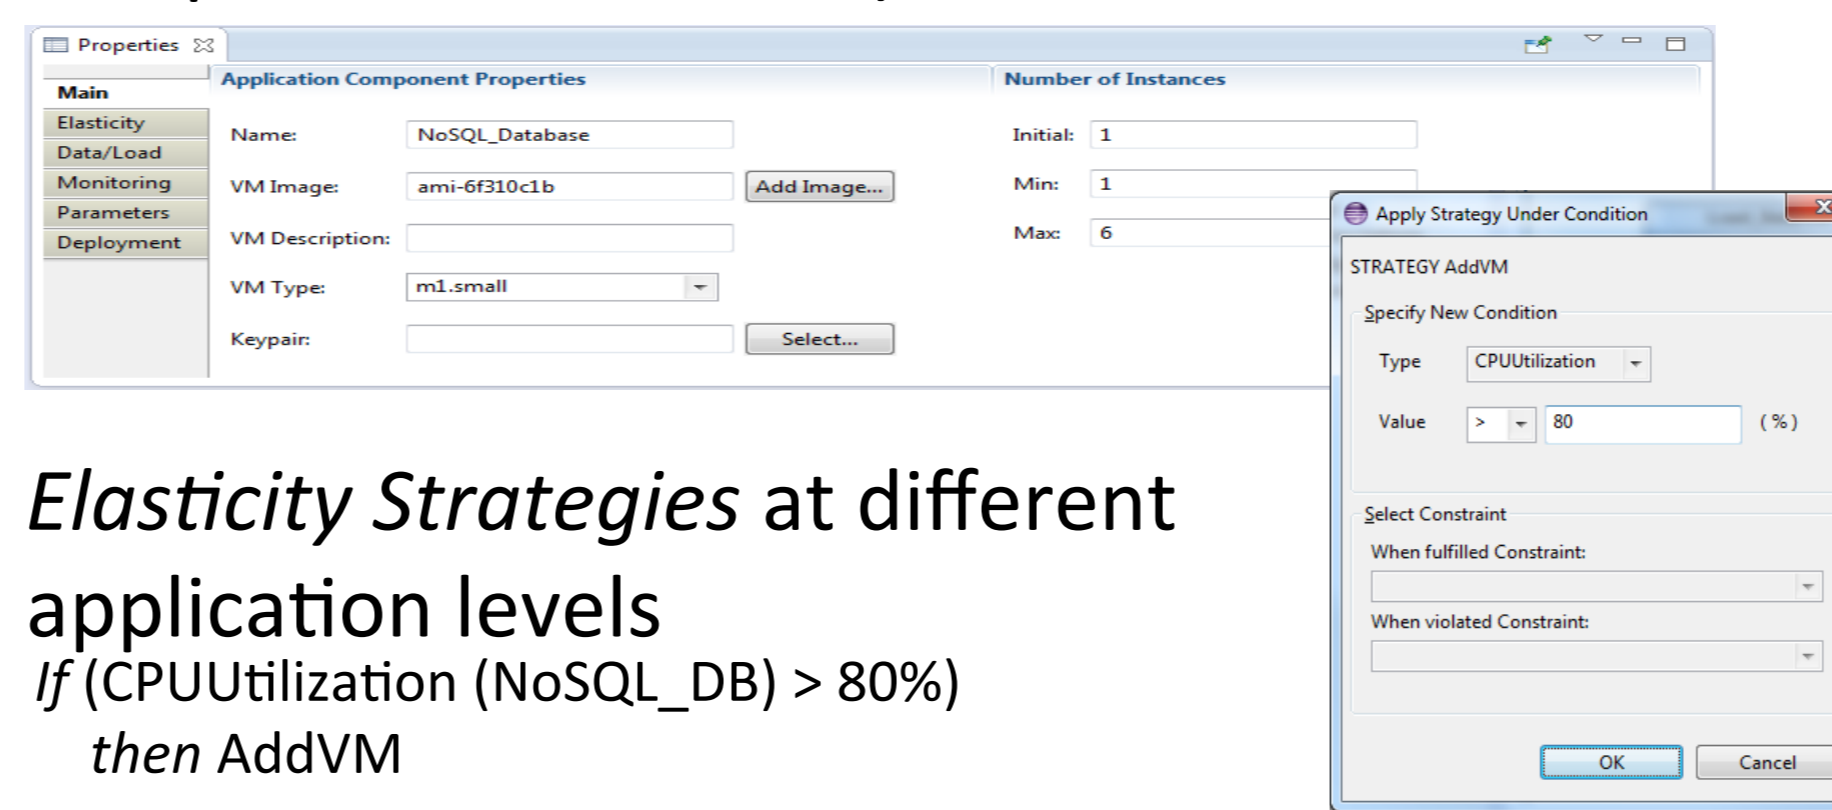 Properties
Main
Elasticity
Data/Load
Monitoring
Parameters
Deployment
Application Component Properties
Name: NoSQL_Database
VM Image: ami-6f310c1b Add Image...
VM Description:
VM Type: m1.small
Keypair: Select...
Number of Instances
Initial: 1
Min: 1
Max: 6
Apply Strategy Under Condition
STRATEGY AddVM
Specify New Condition
Type CPUUtilization
Value > 80 (%)
Select Constraint
When fulfilled Constraint:
When violated Constraint:
OK Cancel
Elasticity Strategies at different
application levels
If (CPUUtilization (NoSQL_DB) > 80%)
then AddVM